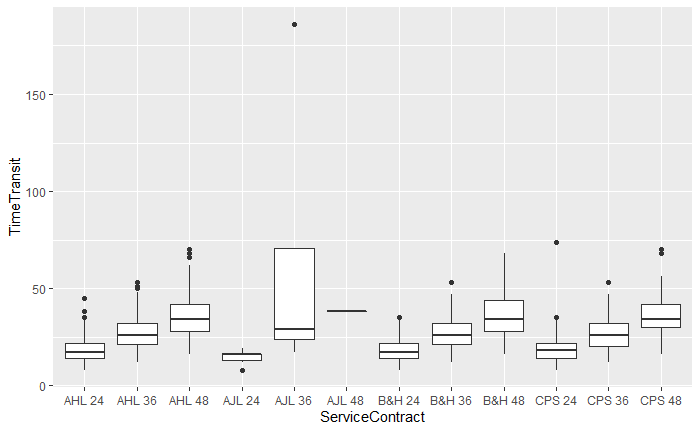 TimeTransit
150
100
50
0
AHL 24 AHL 36 AHL 48 AJL 24 AJL 36 AJL 48 B&H 24 B&H 36 B&H 48 CPS 24 CPS 36 CPS 48
ServiceContract